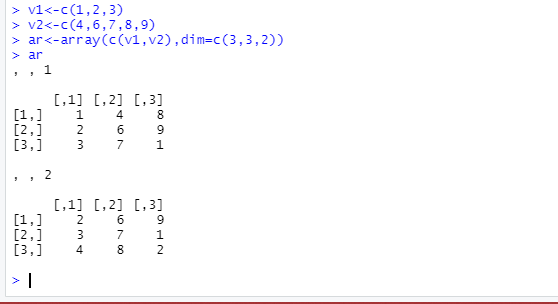 > v1<-c(1,2,3)
> v2<-c(4,6,7,8,9)
> ar<-array(c(v1,v2),dim=c(3,3,2))
> ar
, , 1
     [,1] [,2] [,3]
[1,]    1    4    8
[2,]    2    6    9
[3,]    3    7    1
, , 2
     [,1] [,2] [,3]
[1,]    2    6    9
[2,]    3    7    1
[3,]    4    8    2
>